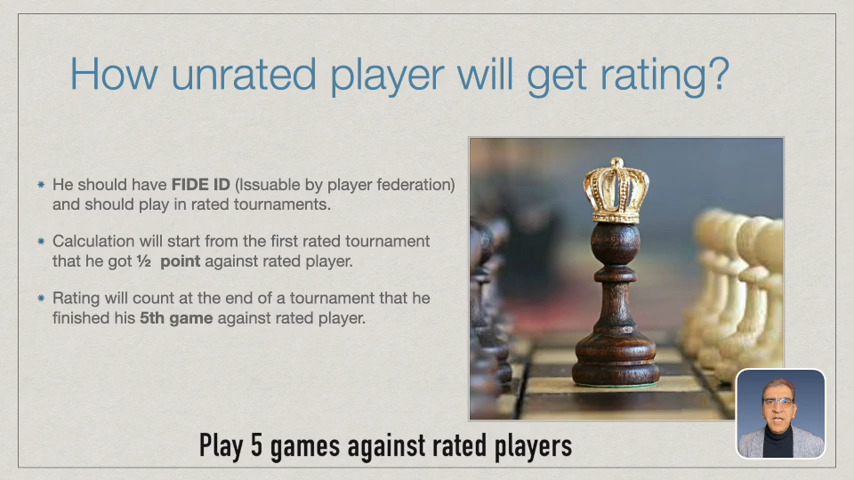 How unrated player will get rating?
* He should have FIDE ID (Issuable by player federation)
and should play in rated tournaments.
* Calculation will start from the first rated tournament
that he got ½ point against rated player.
* Rating will count at the end of a tournament that he
finished his 5th game against rated player.
Play 5 games against rated players